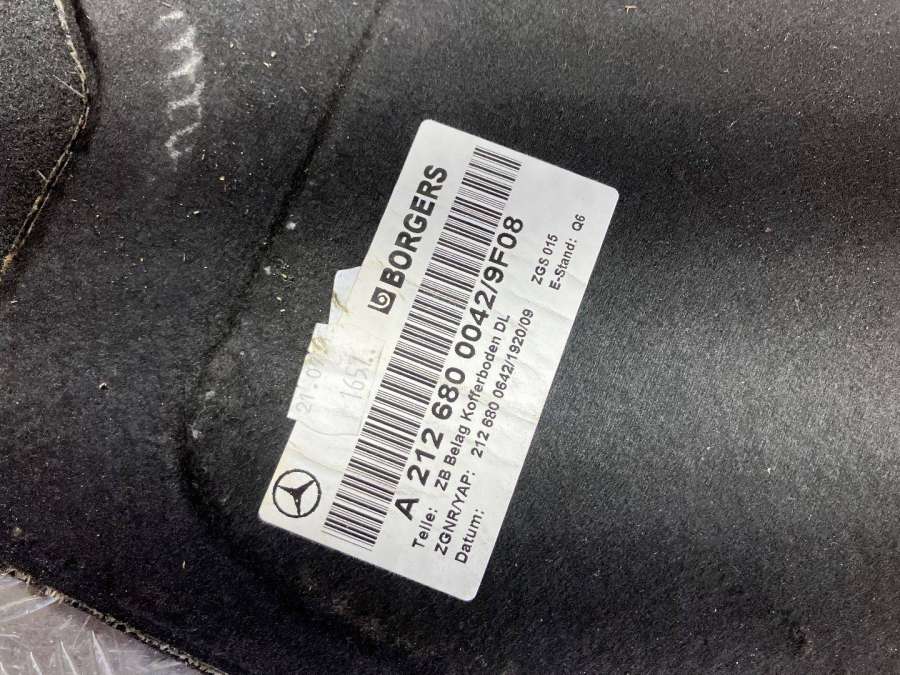 BORGERS
A 212 680 0042/9F08
Teile: ZB Belag Kofferboden DL
ZGNR/YAP: 212 680 0642/1920/09
ZGS 015
Datum:
E-Stand: Q6